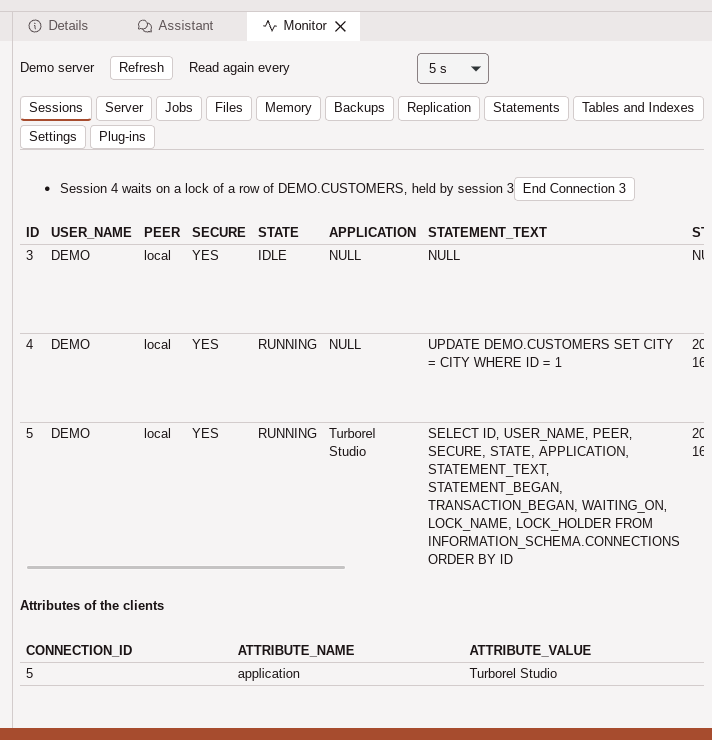 Details Assistant Monitor
Demo server Refresh Read again every 5 s
Sessions Server Jobs Files Memory Backups Replication Statements Tables and Indexes
Settings Plug-ins
• Session 4 waits on a lock of a row of DEMO.CUSTOMERS, held by session 3 End Connection 3
ID USER_NAME PEER SECURE STATE APPLICATION STATEMENT_TEXT
3 DEMO local YES IDLE NULL NULL
4 DEMO local YES RUNNING NULL UPDATE DEMO.CUSTOMERS SET CITY 20
= CITY WHERE ID = 1 16
5 DEMO local YES RUNNING Turborel SELECT ID, USER_NAME, PEER, 20
Studio SECURE, STATE, APPLICATION, 16
STATEMENT_TEXT,
STATEMENT_BEGAN,
TRANSACTION_BEGAN, WAITING_ON,
LOCK_NAME, LOCK_HOLDER FROM
INFORMATION_SCHEMA.CONNECTIONS
ORDER BY ID
Attributes of the clients
CONNECTION_ID ATTRIBUTE_NAME ATTRIBUTE_VALUE
5 application Turborel Studio